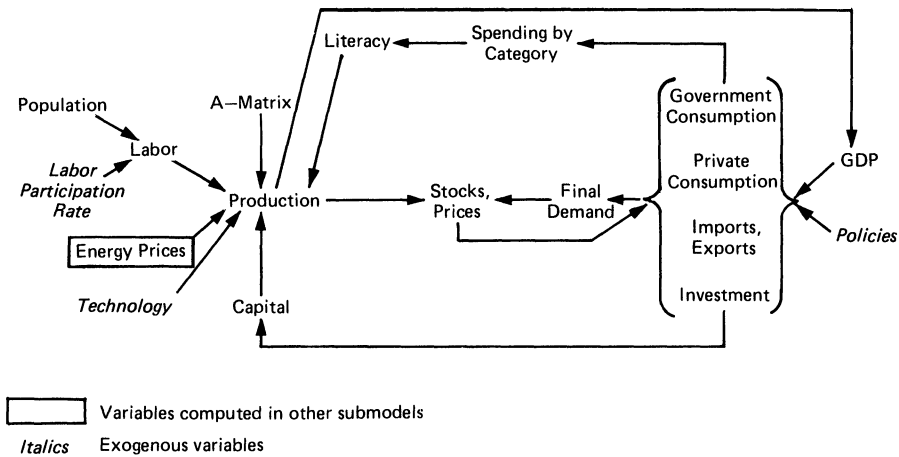 Literacy
Spending by
Category
Population
A—Matrix
Government
Consumption
Labor
Labor
Participation
Rate
Private
Consumption
GDP
Production
Stocks,
Prices
Final
Demand
Energy Prices
Imports,
Exports
Policies
Technology
Capital
Investment
Variables computed in other submodels
Italics Exogenous variables